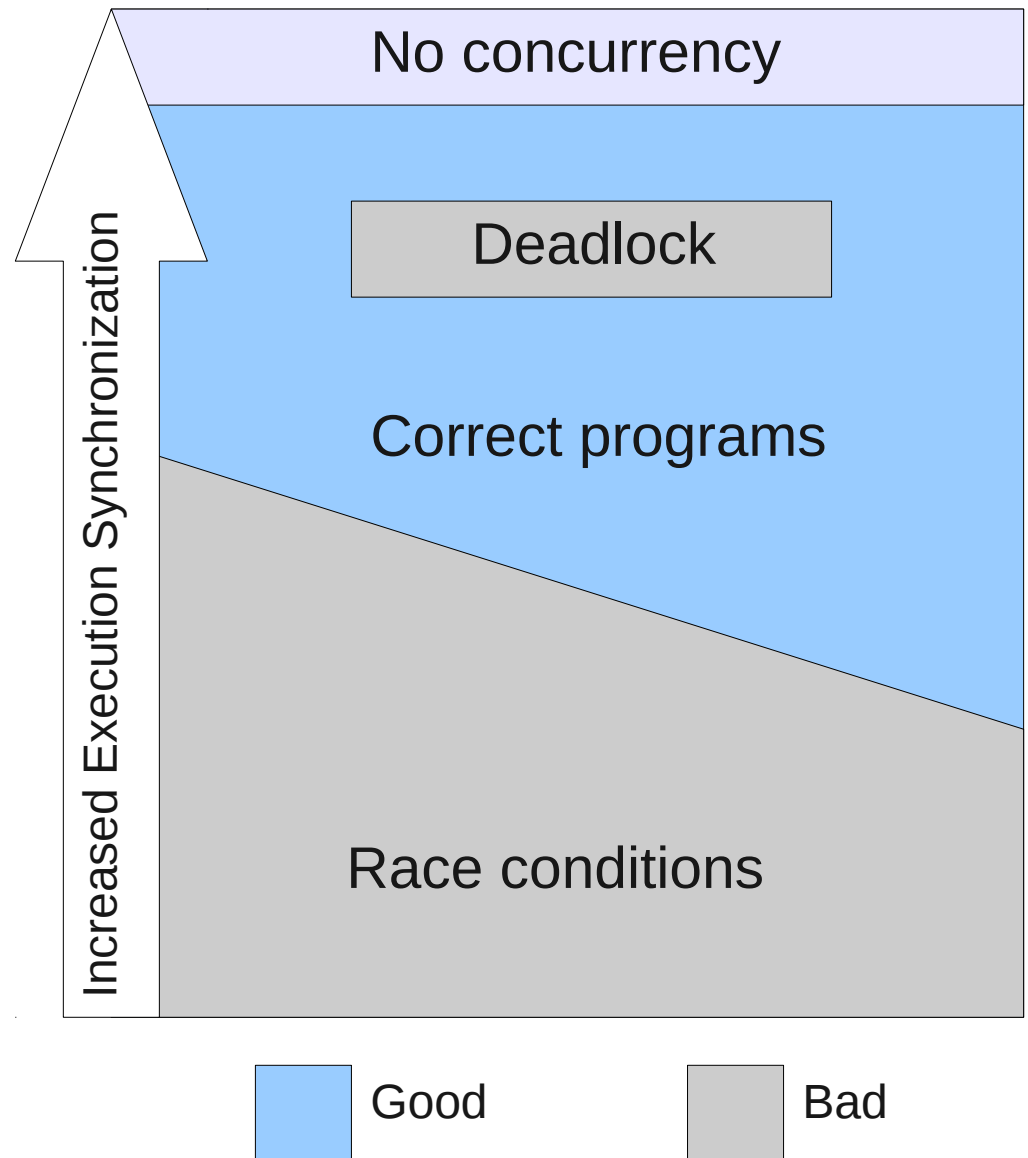 No concurrency
Deadlock
Correct programs
Increased Execution Synchronization
Race conditions
Good
Bad